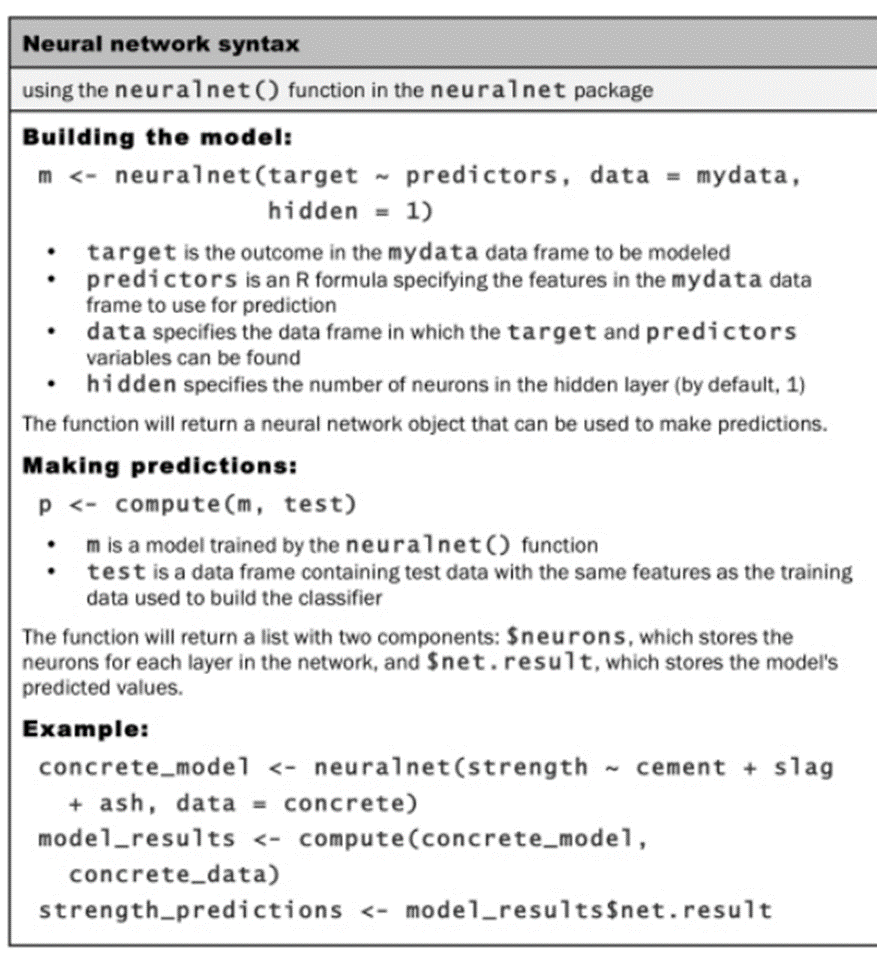 Neural network syntax
using the neuralnet() function in the neuralnet package
Building the model:
m <- neuralnet(target ~ predictors, data = mydata,
hidden = 1)
• target is the outcome in the mydata data frame to be modeled
• predictors is an R formula specifying the features in the mydata data
frame to use for prediction
• data specifies the data frame in which the target and predictors
variables can be found
• hidden specifies the number of neurons in the hidden layer (by default, 1)
The function will return a neural network object that can be used to make predictions.
Making predictions:
p <- compute(m, test)
• m is a model trained by the neuralnet() function
• test is a data frame containing test data with the same features as the training
data used to build the classifier
The function will return a list with two components: $neurons, which stores the
neurons for each layer in the network, and $net.result, which stores the model's
predicted values.
Example:
concrete_model <- neuralnet(strength ~ cement + slag
+ ash, data = concrete)
model_results <- compute(concrete_model,
concrete_data)
strength_predictions <- model_results$net.result